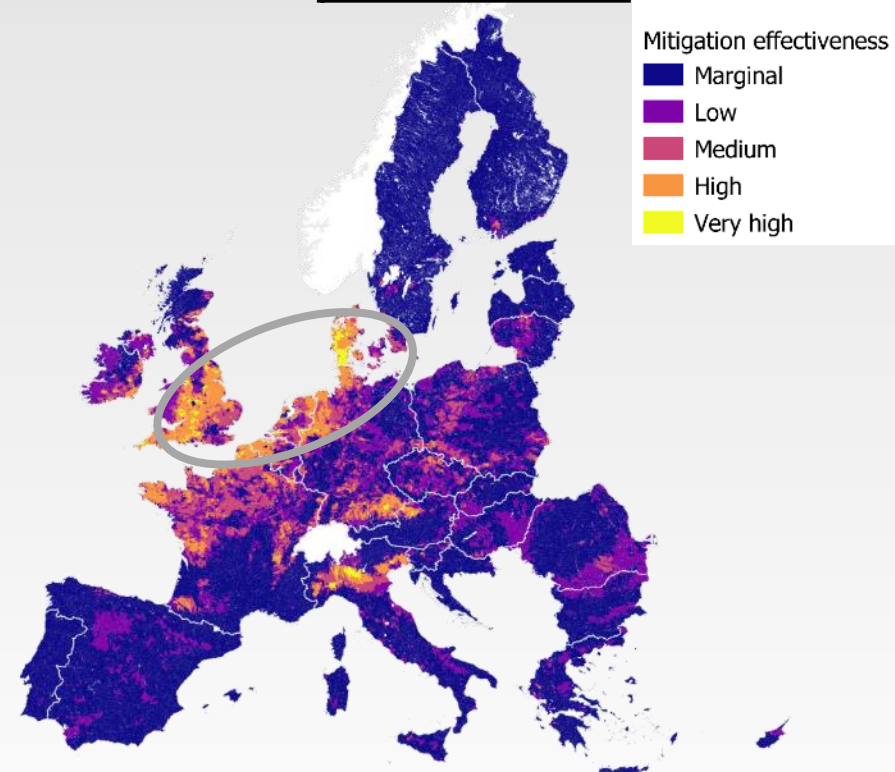 Mitigation effectiveness
Marginal
Low
Medium
High
Very high